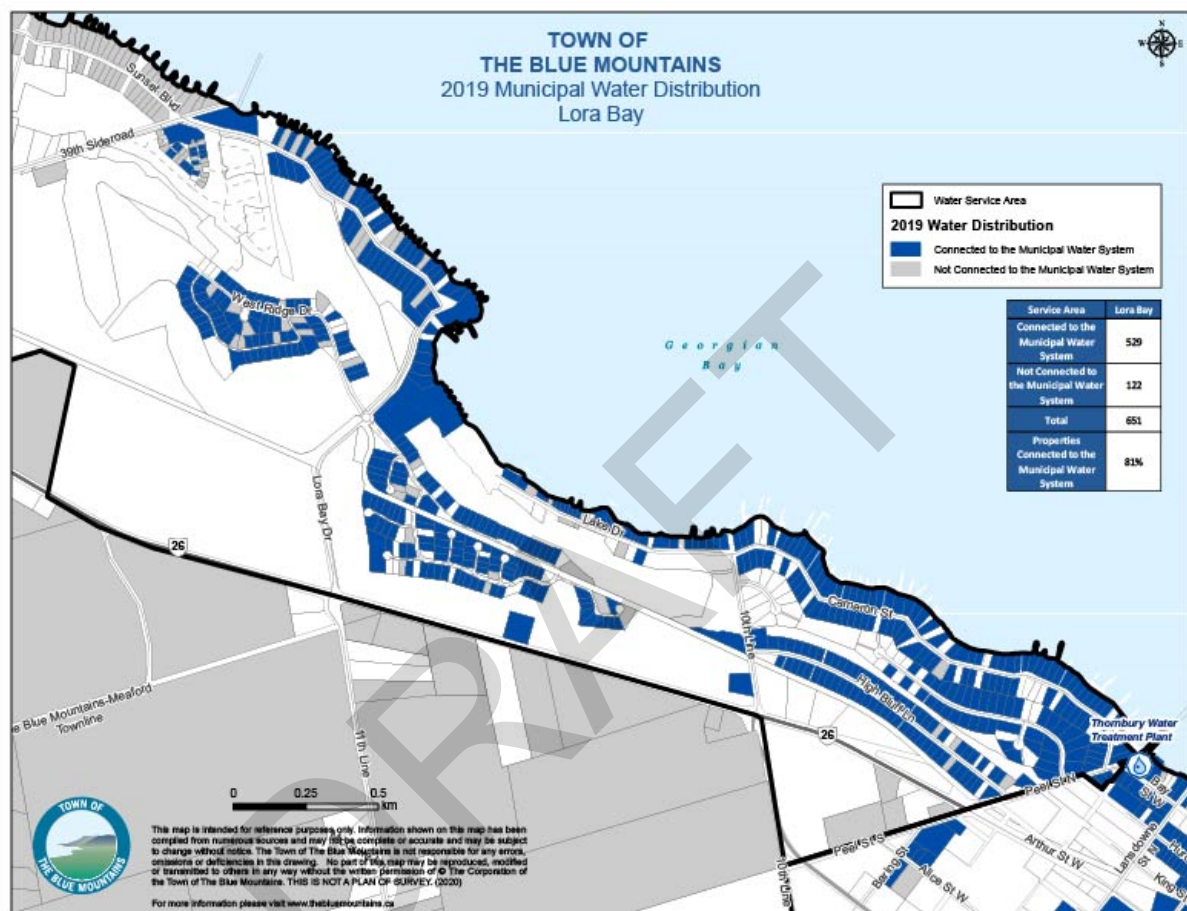 TOWN OF
THE BLUE MOUNTAINS
2019 Municipal Water Distribution
Lora Bay
N
W
E
S
Sunset Blvd
39th Sideroad
West Ridge Dr
Water Service Area
2019 Water Distribution
Connected to the Municipal Water System
Not Connected to the Municipal Water System
Service Area Lora Bay
Connected to the
Municipal Water
System
529
Not Connected to
the Municipal Water
System
122
Total 651
Properties
Connected to the
Municipal Water
System
81%
Georgian
Bay
Lora Bay Dr
Lake Dr
26
10th Line
Cameron St
High Bluff Ln
26
e Blue Mountains-Meaford
Townline
11th Line
Thornbury Water
Treatment Plant
Peel St N
Bay
St W
Peel St S
10th Line
Baring St
Alice St W
Arthur St W
Lansdowne
St N
King St
DRAFT
0 0.25 0.5
km
TOWN OF
THE BLUE MOUNTAINS
This map is intended for reference purposes only. Information shown on this map has been
compiled from numerous sources and may not be complete or accurate and may be subject
to change without notice. The Town of The Blue Mountains is not responsible for any errors,
omissions or deficiencies in this drawing. No part of this map may be reproduced, modified
or transmitted to others in any way without the written permission of © The Corporation of
the Town of The Blue Mountains. THIS IS NOT A PLAN OF SURVEY. (2020)
For more information please visit www.thebluemountains.ca